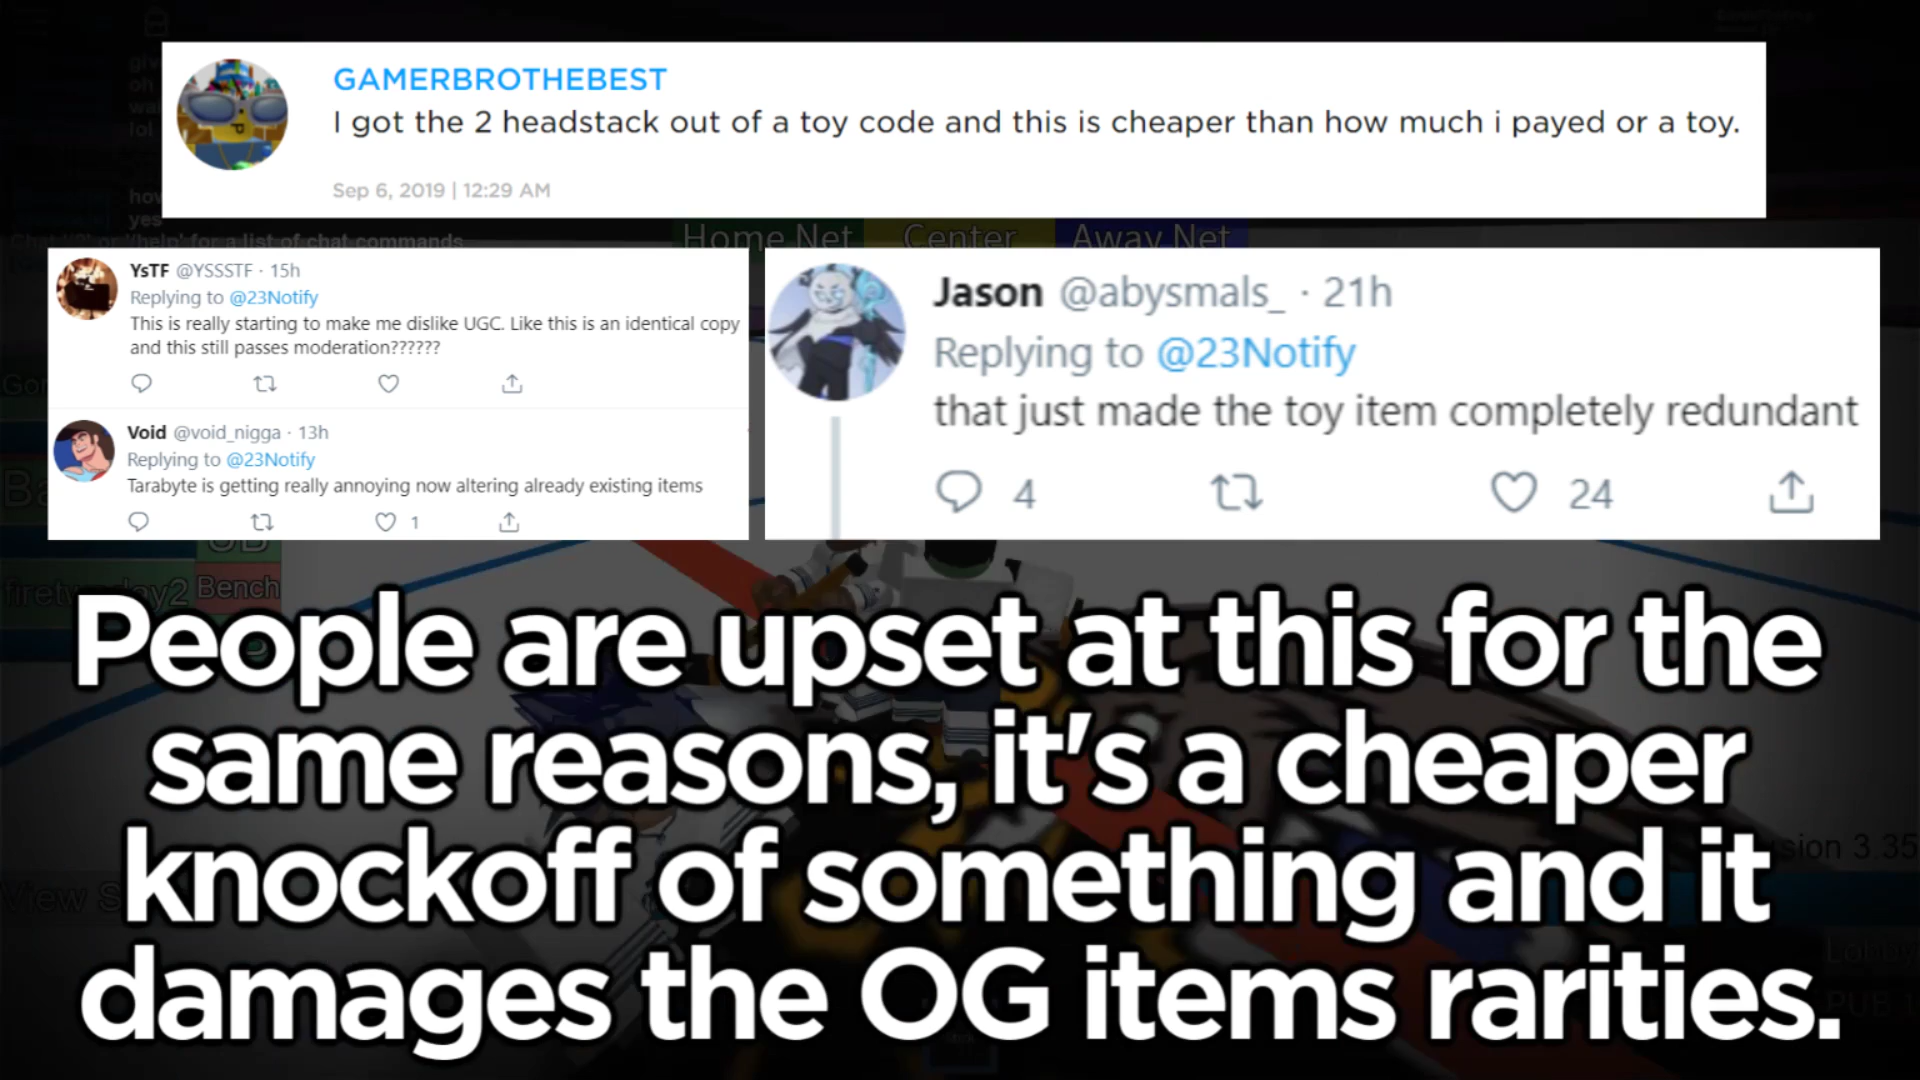 GAMERBROTHEBEST
I got the 2 headstack out of a toy code and this is cheaper than how much i payed or a toy.
Sep 6, 2019 | 12:29 AM
Home Net Center Away Net
YsTF @YSSSTF · 15h
Replying to @23Notify
This is really starting to make me dislike UGC. Like this is an identical copy
and this still passes moderation??????
Void @void_nigga · 13h
Replying to @23Notify
Tarabyte is getting really annoying now altering already existing items
1
Jason @abysmals_ · 21h
Replying to @23Notify
that just made the toy item completely redundant
4 24
Bench
People are upset at this for the
same reasons, it's a cheaper
knockoff of something and it
damages the OG items rarities.